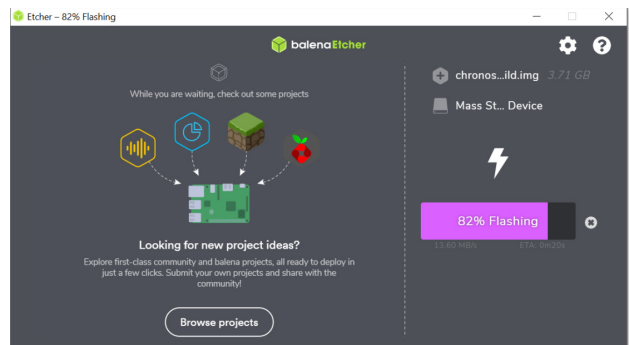 Etcher – 82% Flashing
balenaEtcher
While you are waiting, check out some projects
Looking for new project ideas?
Explore first-class community and balena projects, all ready to deploy in
just a few clicks. Submit your own projects and share with the
community!
Browse projects
chronos...ild.img 3.71 GB
Mass St... Device
82% Flashing
13.60 MB/s ETA: 0m20s